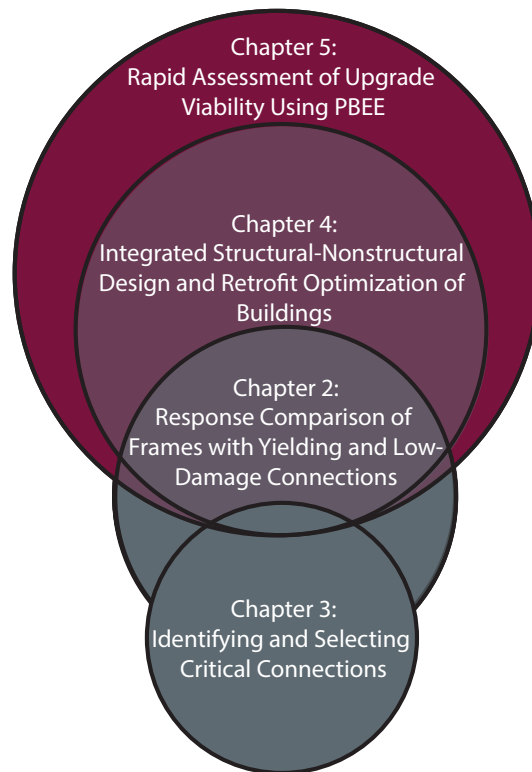 Chapter 5:
Rapid Assessment of Upgrade
Viability Using PBEE
Chapter 4:
Integrated Structural-Nonstructural
Design and Retrofit Optimization of
Buildings
Chapter 2:
Response Comparison of
Frames with Yielding and Low-
Damage Connections
Chapter 3:
Identifying and Selecting
Critical Connections